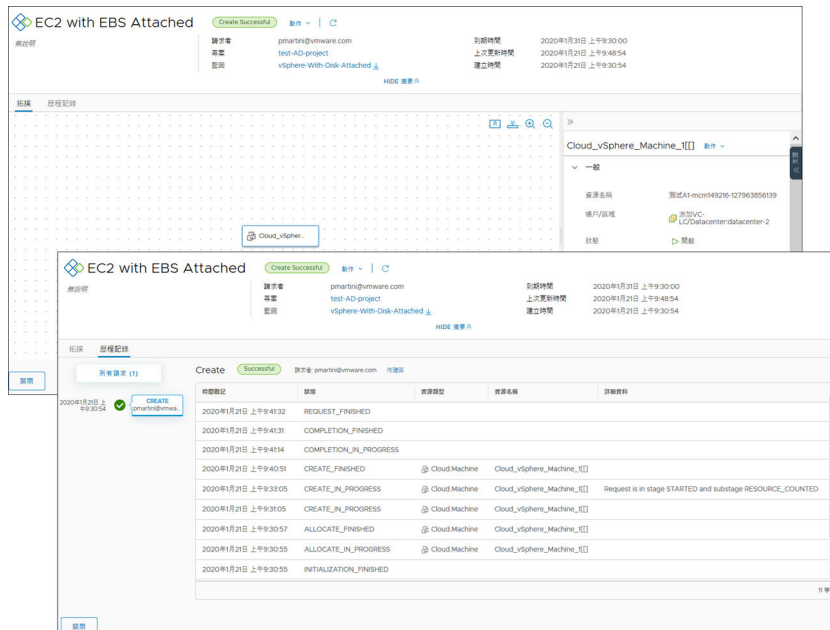 EC2 with EBS Attached Create Successful 動作
無說明
請求者 pmartini@vmware.com 到期時間 2020年1月31日 上午9:30:00
專案 test-AD-project 上次更新時間 2020年1月21日 上午9:48:54
藍圖 vSphere-With-Disk-Attached 建立時間 2020年1月21日 上午9:30:54
HIDE 摘要
拓撲 歷程記錄
Cloud_vSphere_Machine_1[[] 動作
一般
資源名稱 測試A1-mcm149216-127963856139
帳戶/區域 添加VC-
LC/Datacenter:datacenter-2
狀態 開啟
Cloud_vSpher...
關閉
EC2 with EBS Attached Create Successful 動作
無說明
請求者 pmartini@vmware.com 到期時間 2020年1月31日 上午9:30:00
專案 test-AD-project 上次更新時間 2020年1月21日 上午9:48:54
藍圖 vSphere-With-Disk-Attached 建立時間 2020年1月21日 上午9:30:54
HIDE 摘要
拓撲 歷程記錄
所有請求 (1)
2020年1月21日 上
午9:30:54
CREATE
pmartini@vmwa...
Create Successful 請求者: pmartini@vmware.com
時間戳記 狀態 資源類型 資源名稱 詳細資料
2020年1月21日 上午9:41:32 REQUEST_FINISHED
2020年1月21日 上午9:41:31 COMPLETION_FINISHED
2020年1月21日 上午9:41:14 COMPLETION_IN_PROGRESS
2020年1月21日 上午9:40:51 CREATE_FINISHED Cloud.Machine Cloud_vSphere_Machine_1[[]
2020年1月21日 上午9:33:05 CREATE_IN_PROGRESS Cloud.Machine Cloud_vSphere_Machine_1[[] Request is in stage STARTED and substage RESOURCE_COUNTED
2020年1月21日 上午9:31:05 CREATE_IN_PROGRESS Cloud.Machine Cloud_vSphere_Machine_1[[]
2020年1月21日 上午9:30:57 ALLOCATE_FINISHED Cloud.Machine Cloud_vSphere_Machine_1[[]
2020年1月21日 上午9:30:55 ALLOCATE_IN_PROGRESS Cloud.Machine Cloud_vSphere_Machine_1[[]
2020年1月21日 上午9:30:55 INITIALIZATION_FINISHED
關閉